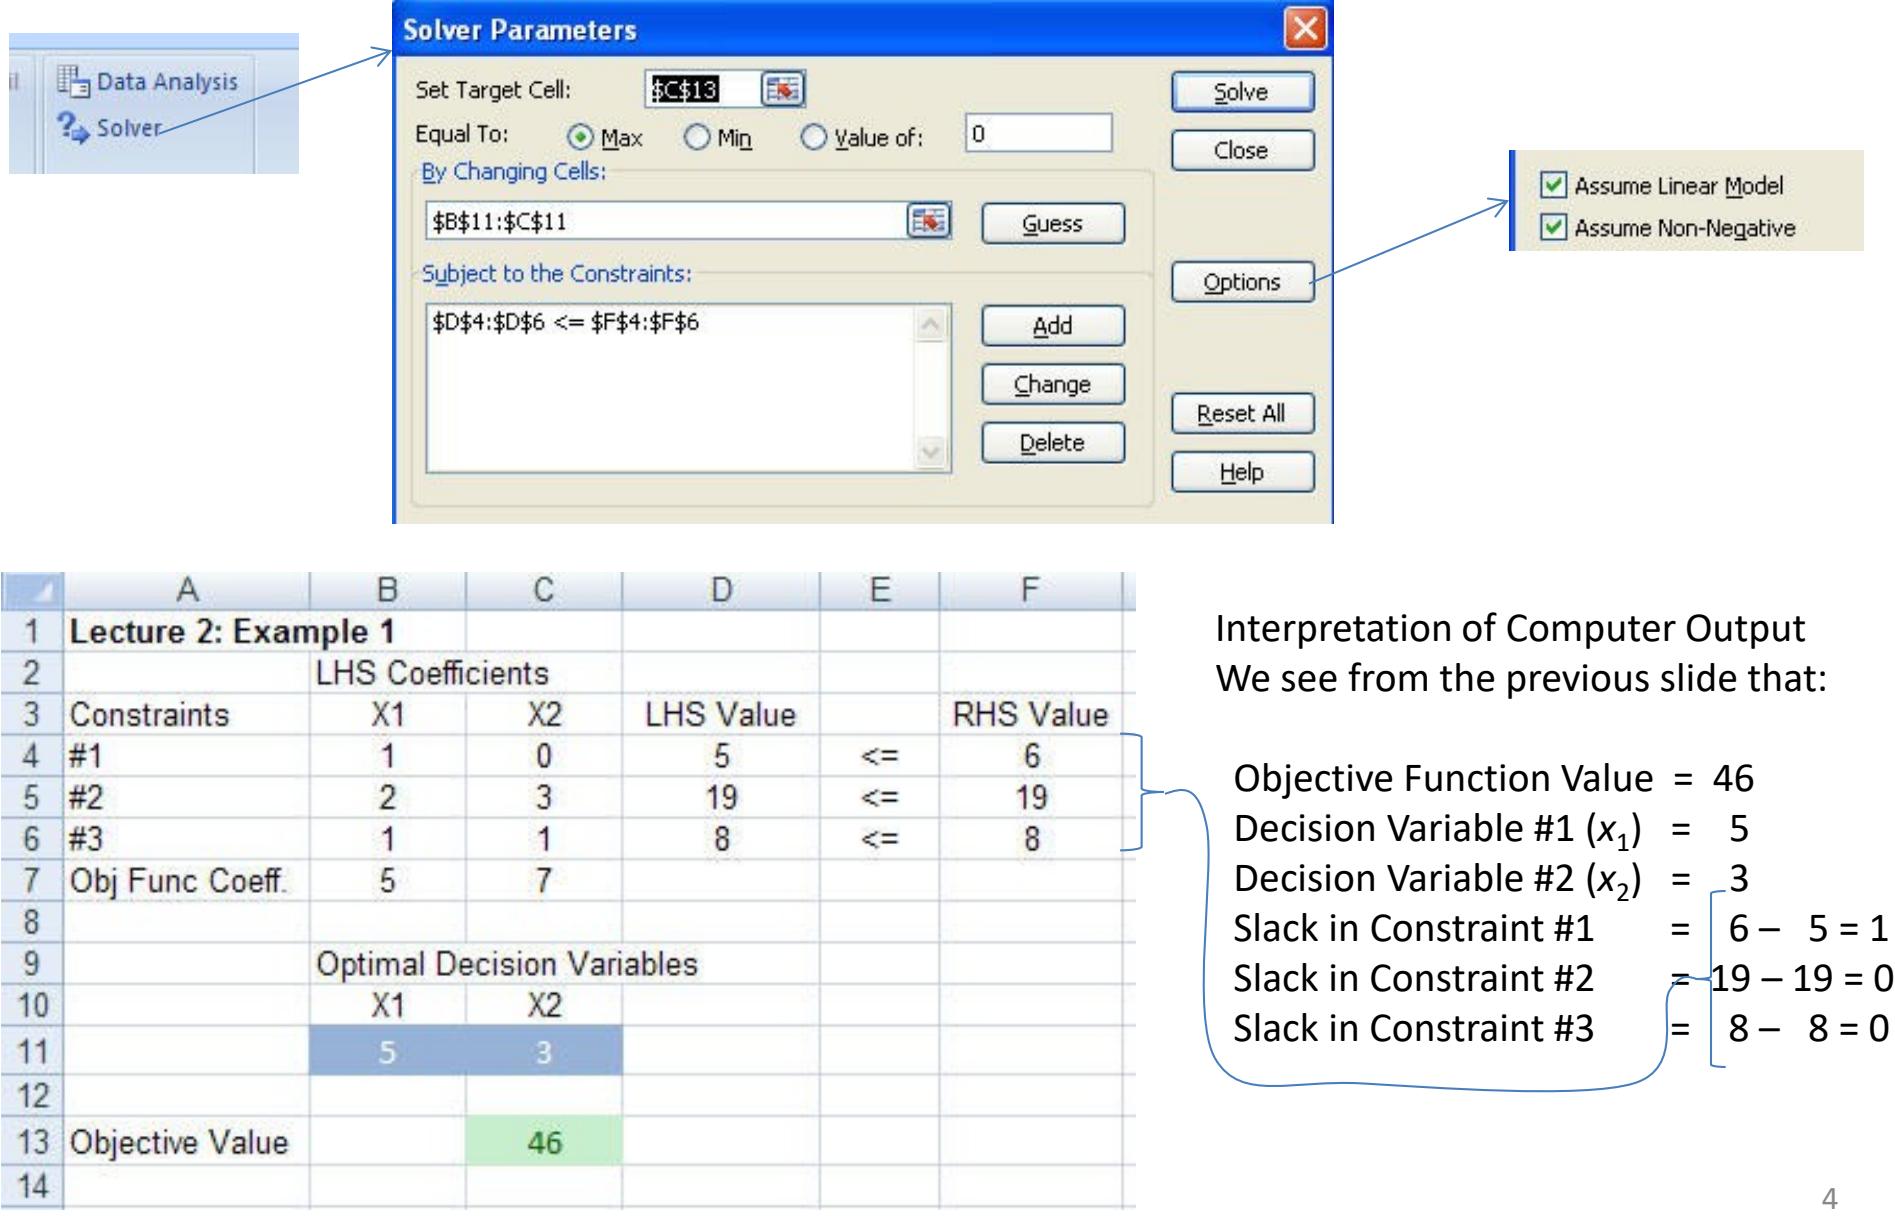 Data Analysis
Solver
Solver Parameters
Set Target Cell: $C$13
Equal To: Max Min Value of: 0
By Changing Cells:
$B$11:$C$11
Guess
Subject to the Constraints:
$D$4:$D$6 <= $F$4:$F$6
Add
Change
Delete
Solve
Close
Options
Reset All
Help
Assume Linear Model
Assume Non-Negative
A B C D E F
1 Lecture 2: Example 1
2 LHS Coefficients
3 Constraints X1 X2 LHS Value RHS Value
4 #1 1 0 5 <= 6
5 #2 2 3 19 <= 19
6 #3 1 1 8 <= 8
7 Obj Func Coeff. 5 7
8
9 Optimal Decision Variables
10 X1 X2
11 5 3
12
13 Objective Value 46
14
Interpretation of Computer Output
We see from the previous slide that:
Objective Function Value = 46
Decision Variable #1 (x₁) = 5
Decision Variable #2 (x₂) = 3
Slack in Constraint #1 = 6 – 5 = 1
Slack in Constraint #2 = 19 – 19 = 0
Slack in Constraint #3 = 8 – 8 = 0
4